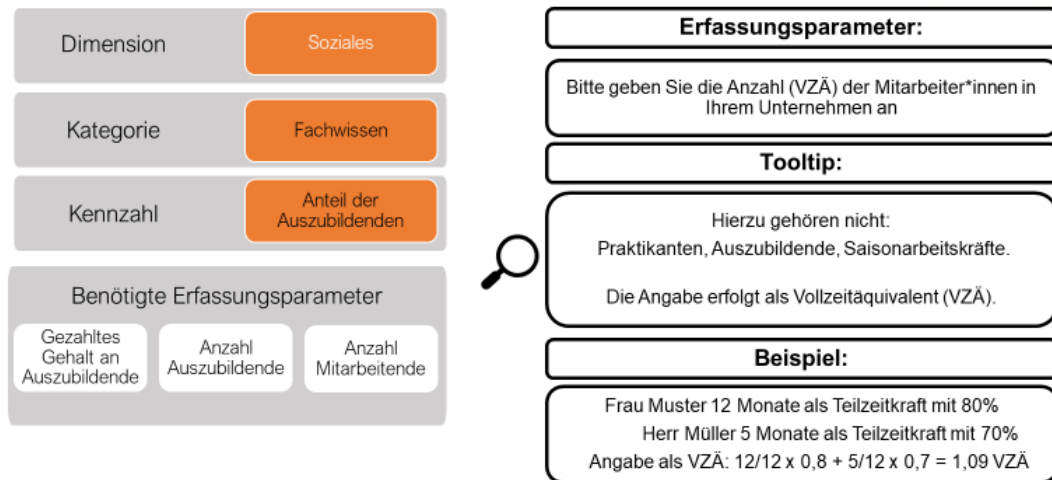 Dimension
Soziales
Kategorie
Fachwissen
Kennzahl
Anteil der
Auszubildenden
Benötigte Erfassungsparameter
Gezahltes
Gehalt an
Auszubildende
Anzahl
Auszubildende
Anzahl
Mitarbeitende
Erfassungsparameter:
Bitte geben Sie die Anzahl (VZÄ) der Mitarbeiter*innen in
Ihrem Unternehmen an
Tooltip:
Hierzu gehören nicht:
Praktikanten, Auszubildende, Saisonarbeitskräfte.
Die Angabe erfolgt als Vollzeitäquivalent (VZÄ).
Beispiel:
Frau Muster 12 Monate als Teilzeitkraft mit 80%
Herr Müller 5 Monate als Teilzeitkraft mit 70%
Angabe als VZÄ: 12/12 x 0,8 + 5/12 x 0,7 = 1,09 VZÄ